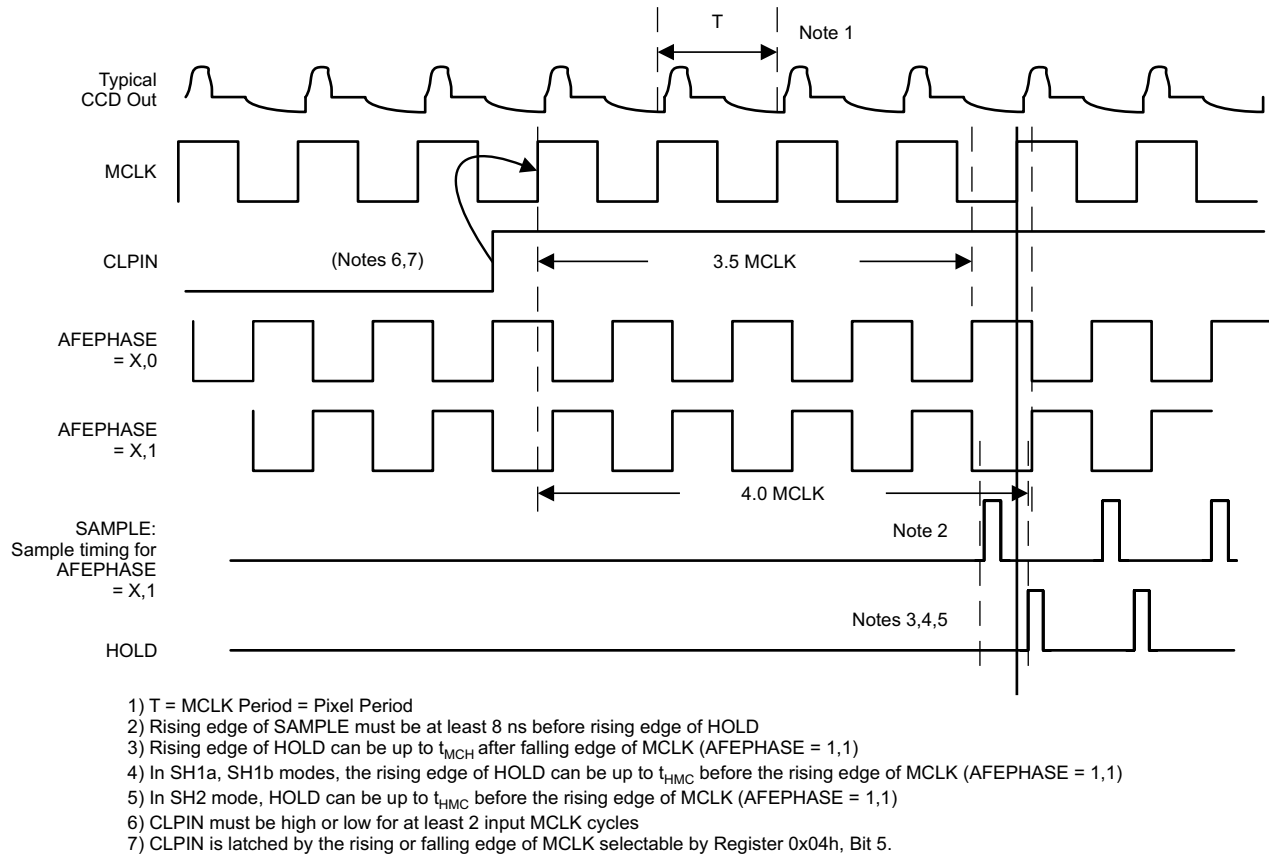 T
Note 1
Typical
CCD Out
MCLK
CLPIN
(Notes 6,7)
3.5 MCLK
AFEPHASE
= X,0
AFEPHASE
= X,1
4.0 MCLK
SAMPLE:
Sample timing for
AFEPHASE
= X,1
Note 2
Notes 3,4,5
HOLD
1) T = MCLK Period = Pixel Period
2) Rising edge of SAMPLE must be at least 8 ns before rising edge of HOLD
3) Rising edge of HOLD can be up to tMCH after falling edge of MCLK (AFEPHASE = 1,1)
4) In SH1a, SH1b modes, the rising edge of HOLD can be up to tHMC before the rising edge of MCLK (AFEPHASE = 1,1)
5) In SH2 mode, HOLD can be up to tHMC before the rising edge of MCLK (AFEPHASE = 1,1)
6) CLPIN must be high or low for at least 2 input MCLK cycles
7) CLPIN is latched by the rising or falling edge of MCLK selectable by Register 0x04h, Bit 5.